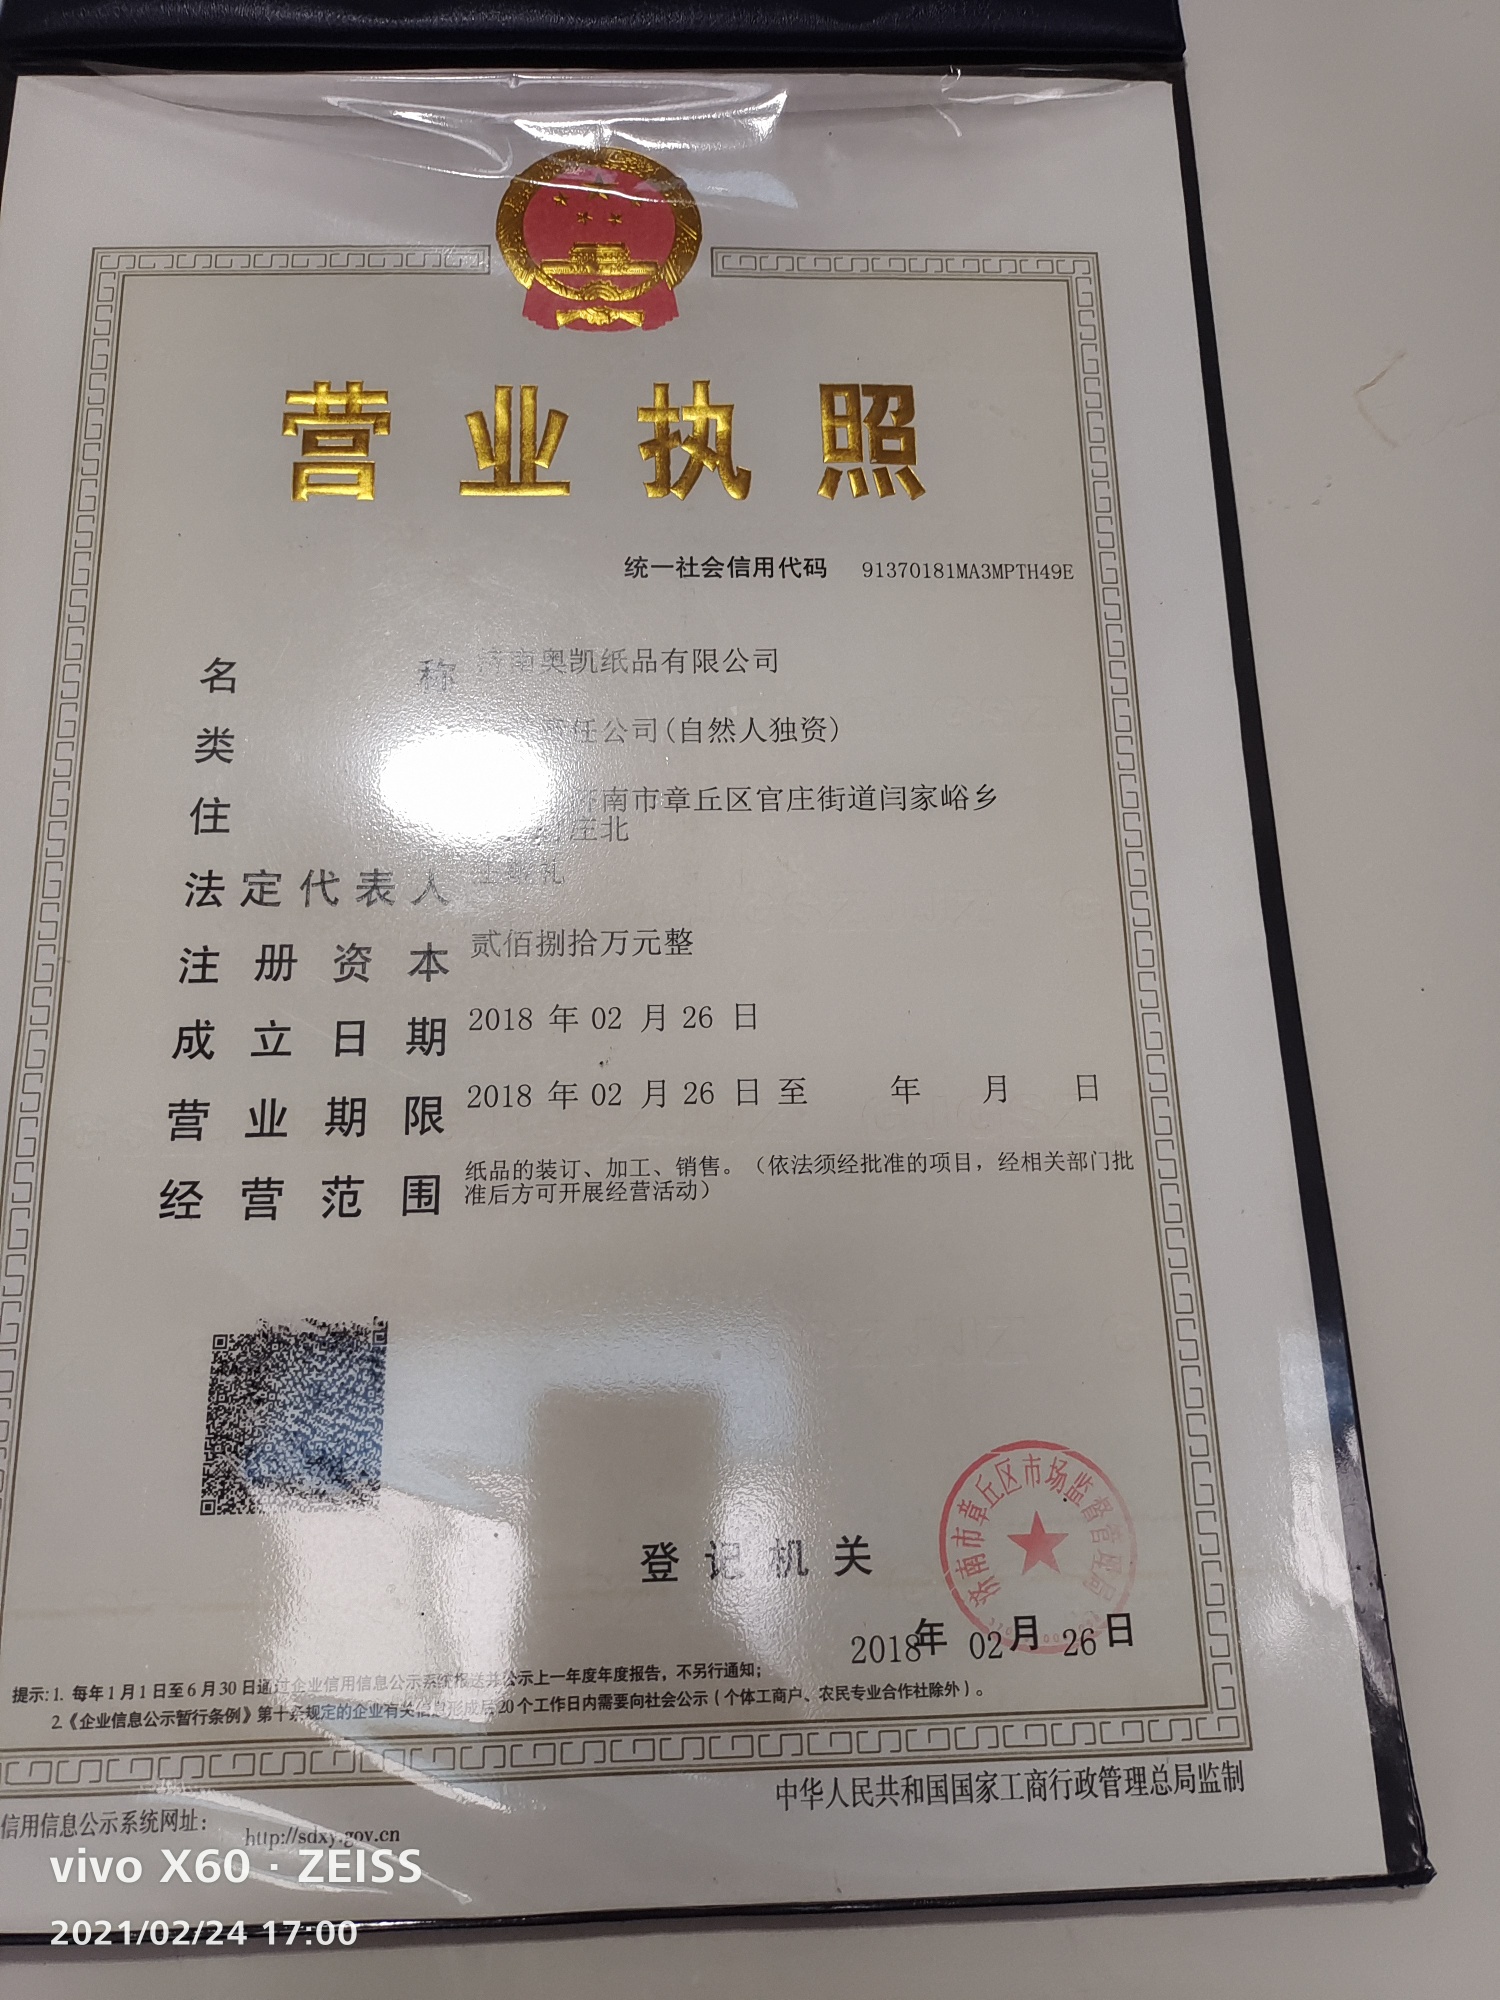 营业执照
统一社会信用代码 91370181MA3MPTH49E
名称 济南奥凯纸品有限公司
类 任公司(自然人独资)
住 济南市章丘区官庄街道闫家峪乡
庄北
法定代表人
注册资本 贰佰捌拾万元整
成立日期 2018 年 02 月 26 日
营业期限 2018 年 02 月 26 日 至 年 月 日
经营范围 纸品的装订、加工、销售。（依法须经批准的项目，经相关部门批
准后方可开展经营活动）
济南市章丘区市场监督管理局
登记机关
2018年 02月 26日
提示: 1. 每年1月1日至6月30日通过企业信用信息公示系统报送并公示上一年度年度报告，不另行通知；
2.《企业信息公示暂行条例》第十条规定的企业有关信息形成后20个工作日内需要向社会公示（个体工商户、农民专业合作社除外）。
中华人民共和国国家工商行政管理总局监制
信用信息公示系统网址： http://sdxy.gov.cn
vivo X60 · ZEISS
2021/02/24 17:00